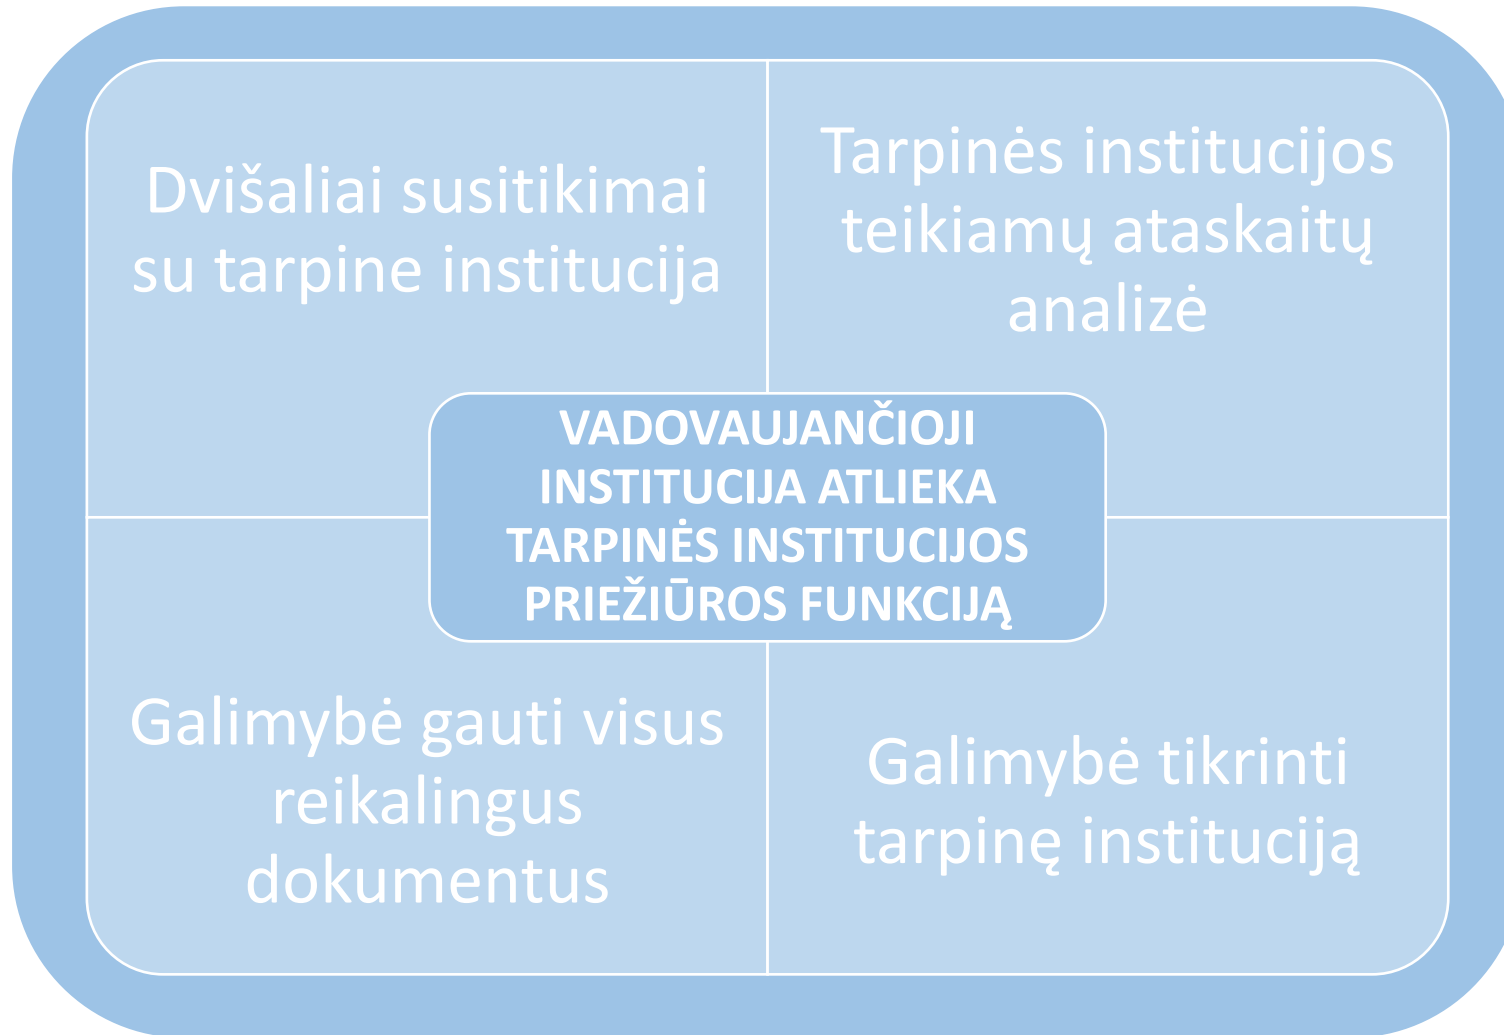 Dvišaliai susitikimai
su tarpine institucija
Tarpinės institucijos
teikiamų ataskaitų
analizė
VADOVAUJANČIOJI
INSTITUCIJA ATLIEKA
TARPINĖS INSTITUCIJOS
PRIEŽIŪROS FUNKCIJĄ
Galimybė gauti visus
reikalingus
dokumentus
Galimybė tikrinti
tarpinę instituciją